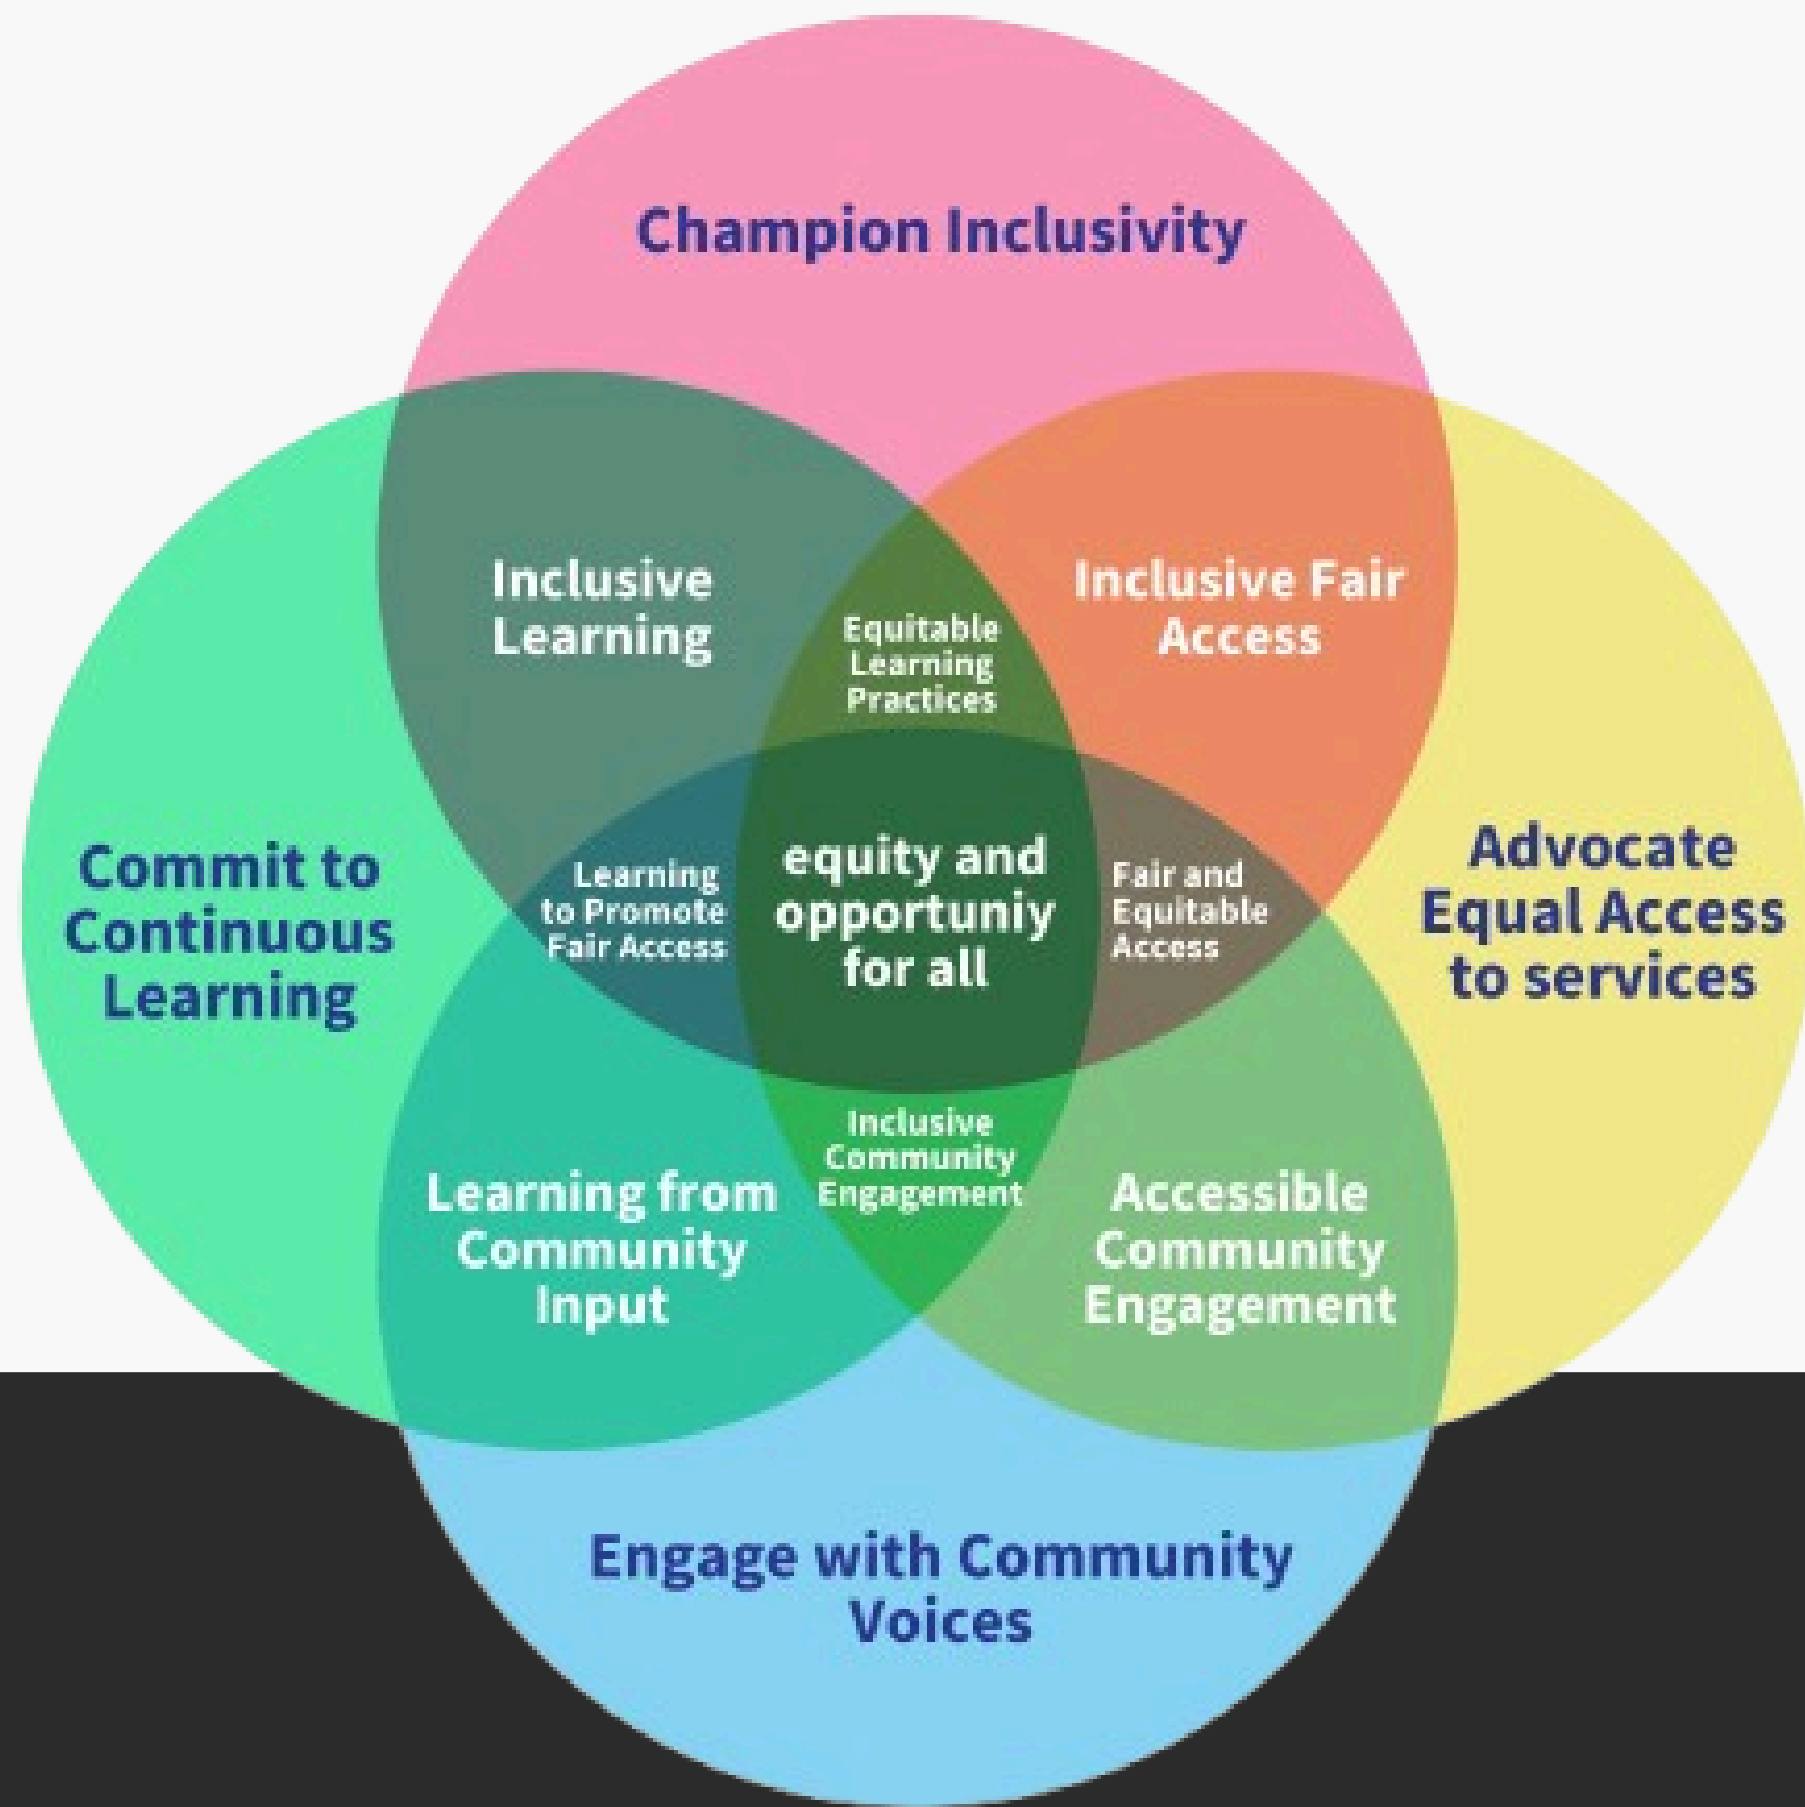 Champion Inclusivity
Inclusive
Learning
Equitable
Learning
Practices
Inclusive Fair
Access
Commit to
Continuous
Learning
Learning
to Promote
Fair Access
equity and
opportuniy
for all
Fair and
Equitable
Access
Advocate
Equal Access
to services
Learning from
Community
Input
Inclusive
Community
Engagement
Accessible
Community
Engagement
Engage with Community
Voices